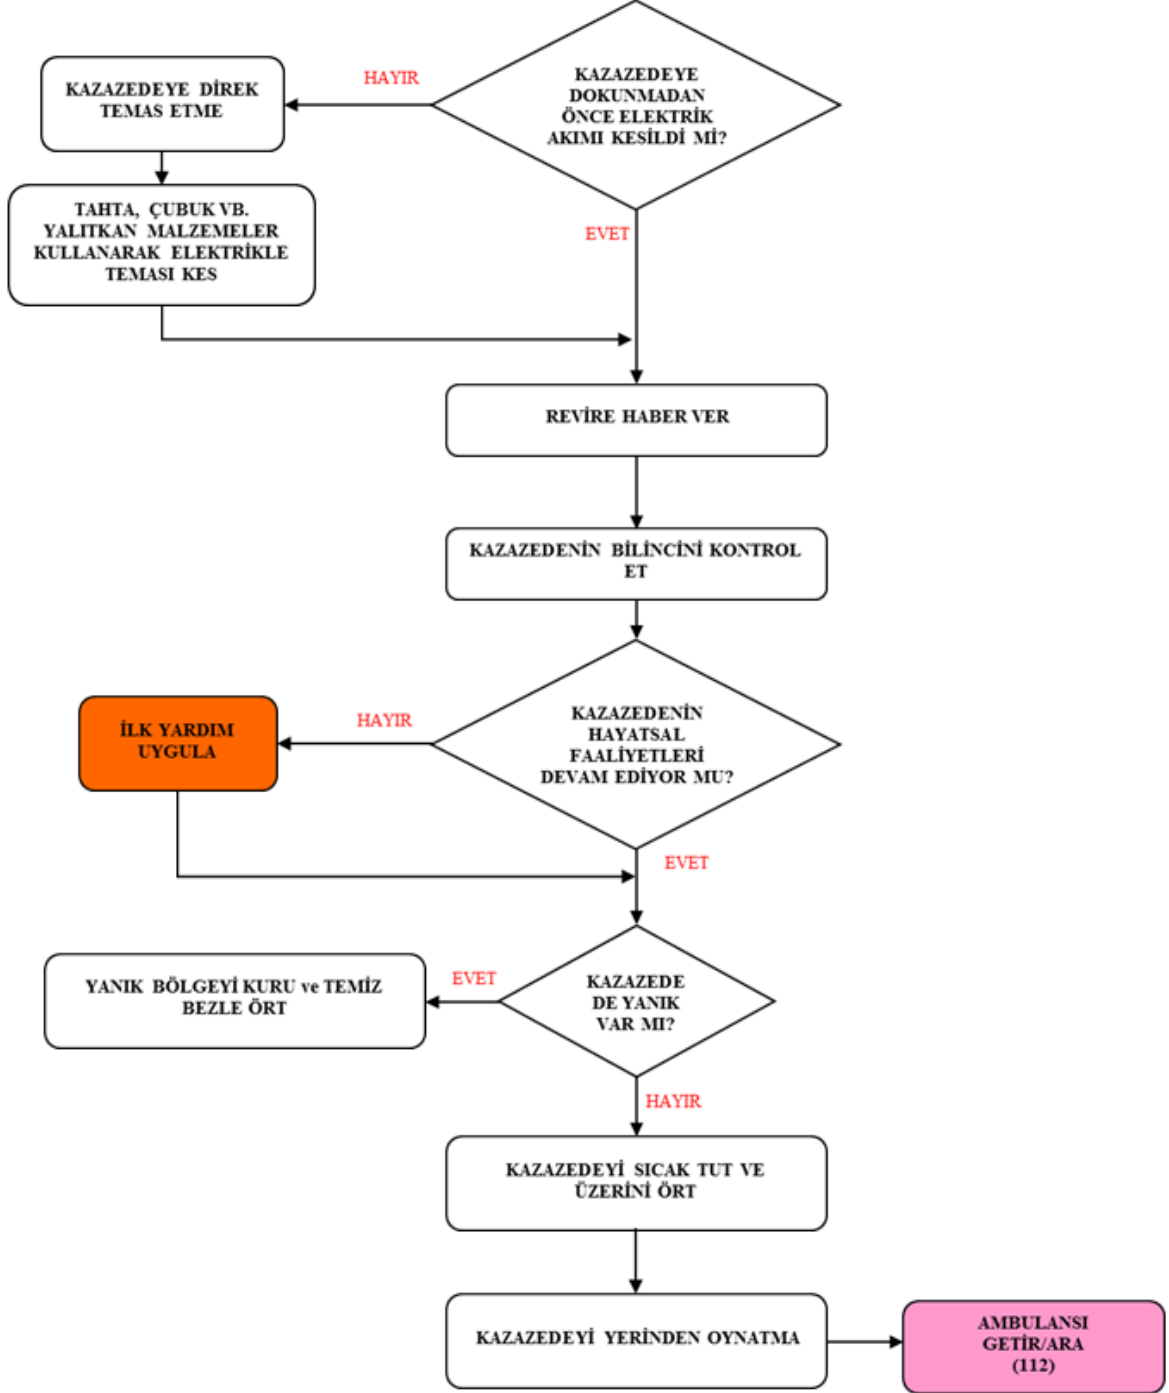 KAZAZEDEYE
DOKUNMADAN
ÖNCE ELEKTRİK
AKIMI KESİLDİ Mİ?
HAYIR
KAZAZEDEYE DİREK
TEMAS ETME
TAHTA, ÇUBUK VB.
YALITKAN MALZEMELER
KULLANARAK ELEKTRİKLE
TEMASI KES
EVET
REVİRE HABER VER
KAZAZEDENİN BİLİNCİNİ KONTROL
ET
KAZAZEDENİN
HAYATSAL
FAALİYETLERİ
DEVAM EDİYOR MU?
HAYIR
İLK YARDIM
UYGULA
EVET
KAZAZEDE
DE YANIK
VAR MI?
EVET
YANIK BÖLGEYİ KURU ve TEMİZ
BEZLE ÖRT
HAYIR
KAZAZEDEYİ SICAK TUT VE
ÜZERİNİ ÖRT
KAZAZEDEYİ YERİNDEN OYNATMA
AMBULANSI
GETİR/ARA
(112)